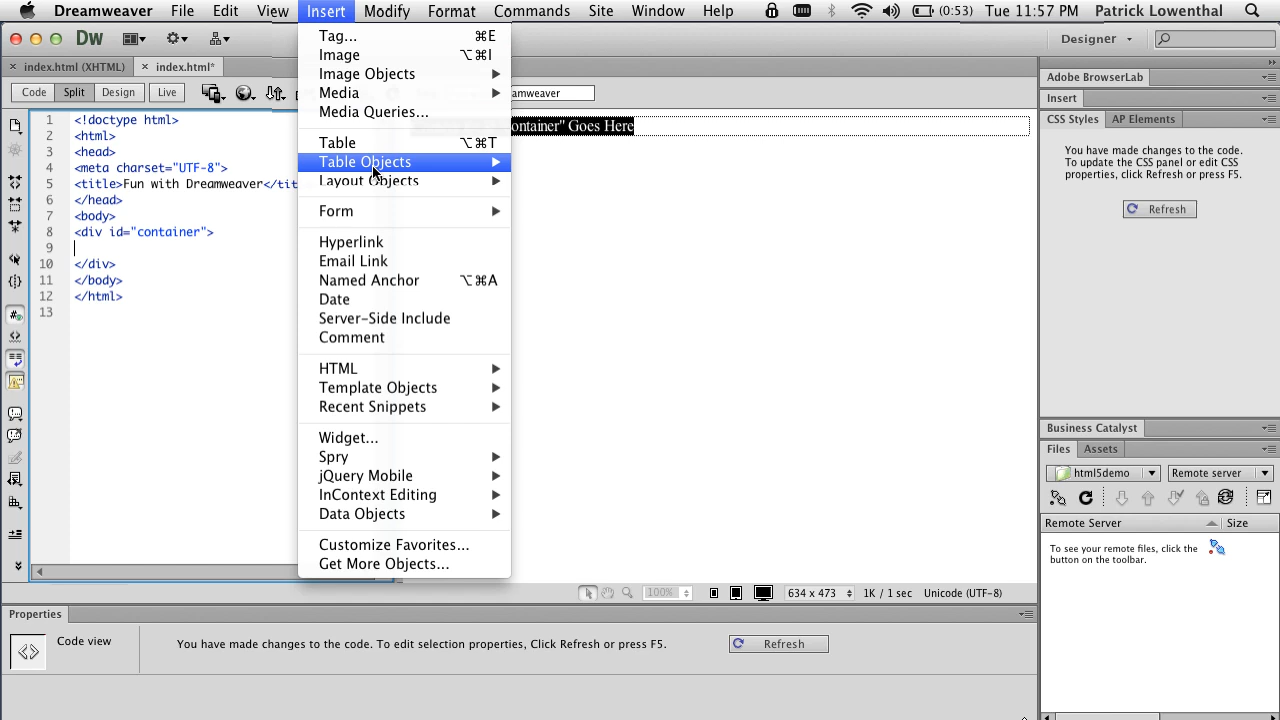 Dreamweaver File Edit View Insert Modify Format Commands Site Window Help (0:53) Tue 11:57 PM Patrick Lowenthal
Dw Designer
index.html (XHTML) index.html*
Code Split Design Live amweaver
1 <!doctype html>
2 <html>
3 <head>
4 <meta charset="UTF-8">
5 <title>Fun with Dreamweaver</tit
6 </head>
7 <body>
8 <div id="container">
9
10 </div>
11 </body>
12 </html>
13
Tag... ⌘E
Image ⌥⌘I
Image Objects
Media
Media Queries...
Table ⌥⌘T
Table Objects
Layout Objects
Form
Hyperlink
Email Link
Named Anchor ⌥⌘A
Date
Server-Side Include
Comment
HTML
Template Objects
Recent Snippets
Widget...
Spry
jQuery Mobile
InContext Editing
Data Objects
Customize Favorites...
Get More Objects...
ontainer" Goes Here
Adobe BrowserLab
Insert
CSS Styles AP Elements
You have made changes to the code.
To update the CSS panel or edit CSS
properties, click Refresh or press F5.
Refresh
Business Catalyst
Files Assets
html5demo Remote server
Remote Server Size
To see your remote files, click the
button on the toolbar.
100% 634 x 473 1K / 1 sec Unicode (UTF-8)
Properties
Code view You have made changes to the code. To edit selection properties, Click Refresh or press F5. Refresh